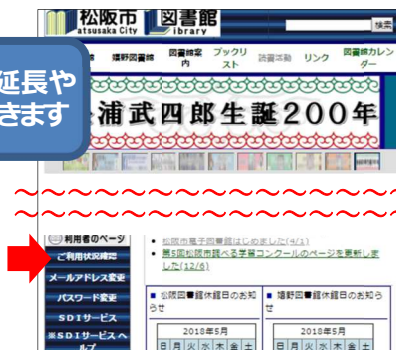 松阪市 図書館
atsusaka City ibrary
検索
館 嬉野図書館 図書館案内 ブックリスト 読書活動 リンク 図書館カレンダー
延長や
きます
浦武四郎生誕200年
利用者のページ
ご利用状況確認
メールアドレス変更
パスワード変更
SDIサービス
※SDIサービスヘルプ
松阪市電子図書館はじめました(4/1)
第5回松阪市調べる学習コンクールのページを更新しました(12/6)
■ 松阪図書館休館日のお知らせ
2018年5月
日 月 火 水 木 金 土
■ 嬉野図書館休館日のお知らせ
2018年5月
日 月 火 水 木 金 土